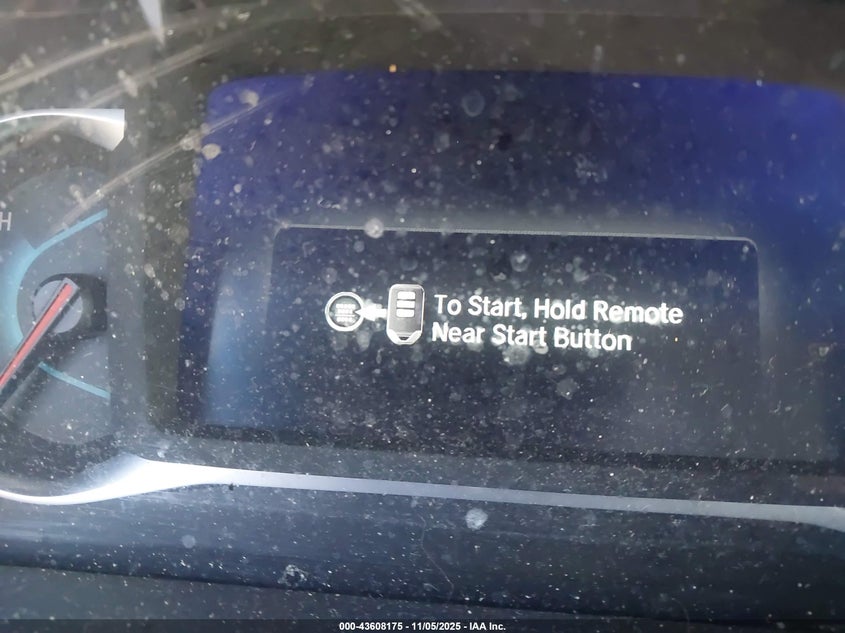 H
To Start, Hold Remote
Near Start Button
000-43608175 - 11/05/2025 - IAA Inc.